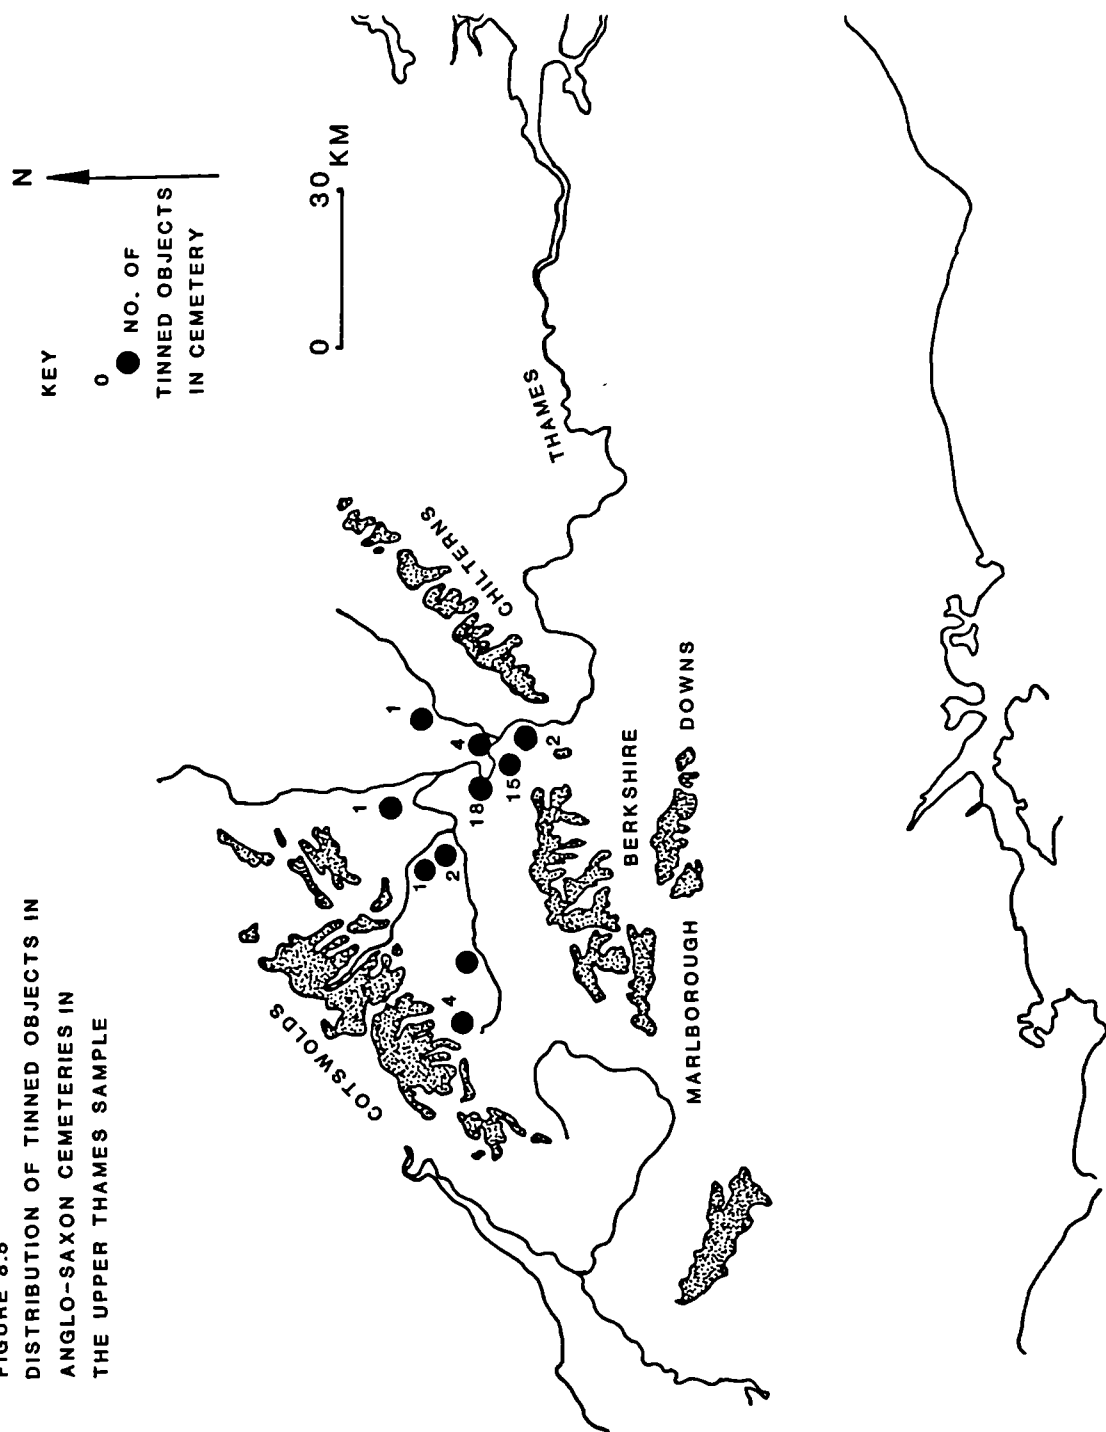 FIGURE 8.8
DISTRIBUTION OF TINNED OBJECTS IN
ANGLO-SAXON CEMETERIES IN
THE UPPER THAMES SAMPLE
KEY
0
NO. OF
TINNED OBJECTS
IN CEMETERY
N
0 30
KM
COTSWOLDS
CHILTERNS
THAMES
BERKSHIRE
DOWNS
MARLBOROUGH
4
1
2
1
18
15
4
2
1